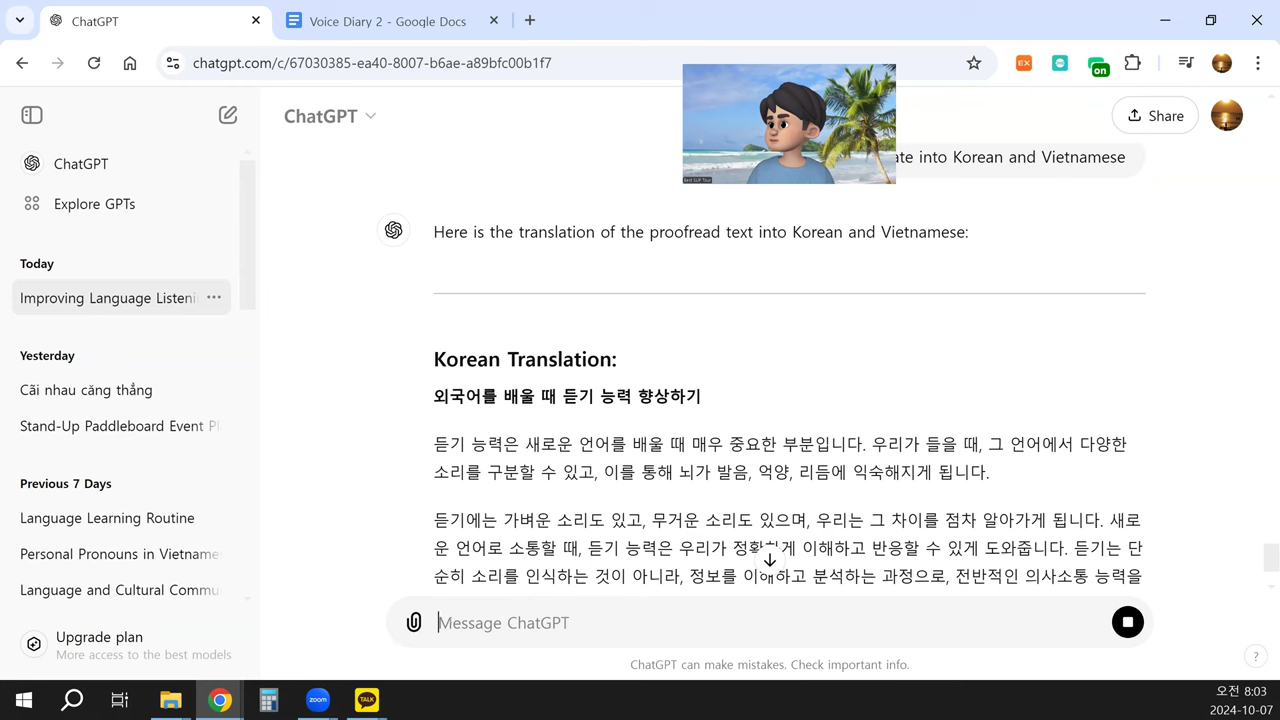 ChatGPT
Voice Diary 2 - Google Docs
chatgpt.com/c/67030385-ea40-8007-b6ae-a89bfc00b1f7
EX
on
ChatGPT
Share
ChatGPT
Explore GPTs
Today
Improving Language Listeni
Yesterday
Cãi nhau căng thẳng
Stand-Up Paddleboard Event Pl
Previous 7 Days
Language Learning Routine
Personal Pronouns in Vietname
Language and Cultural Commu
Upgrade plan
More access to the best models
Best SUP Tour
ate into Korean and Vietnamese
Here is the translation of the proofread text into Korean and Vietnamese:
Korean Translation:
외국어를 배울 때 듣기 능력 향상하기
듣기 능력은 새로운 언어를 배울 때 매우 중요한 부분입니다. 우리가 들을 때, 그 언어에서 다양한
소리를 구분할 수 있고, 이를 통해 뇌가 발음, 억양, 리듬에 익숙해지게 됩니다.
듣기에는 가벼운 소리도 있고, 무거운 소리도 있으며, 우리는 그 차이를 점차 알아가게 됩니다. 새로
운 언어로 소통할 때, 듣기 능력은 우리가 정확하게 이해하고 반응할 수 있게 도와줍니다. 듣기는 단
순히 소리를 인식하는 것이 아니라, 정보를 이해하고 분석하는 과정으로, 전반적인 의사소통 능력을
Message ChatGPT
ChatGPT can make mistakes. Check important info.
?
zoom
TALK
오전 8:03
2024-10-07